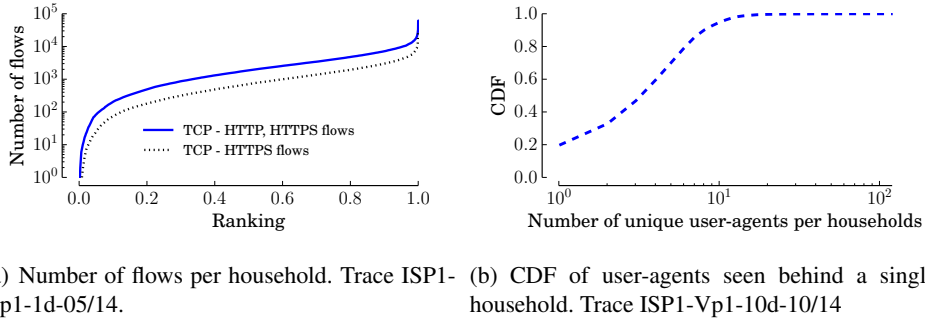 10^5
10^4
10^3
10^2
10^1
10^0
Number of flows
TCP - HTTP, HTTPS flows
TCP - HTTPS flows
0.0 0.2 0.4 0.6 0.8 1.0
Ranking
1.0
0.8
0.6
0.4
0.2
0.0
CDF
10^0 10^1 10^2
Number of unique user-agents per households
) Number of flows per household. Trace ISP1-
p1-1d-05/14.
(b) CDF of user-agents seen behind a singl
household. Trace ISP1-Vp1-10d-10/14